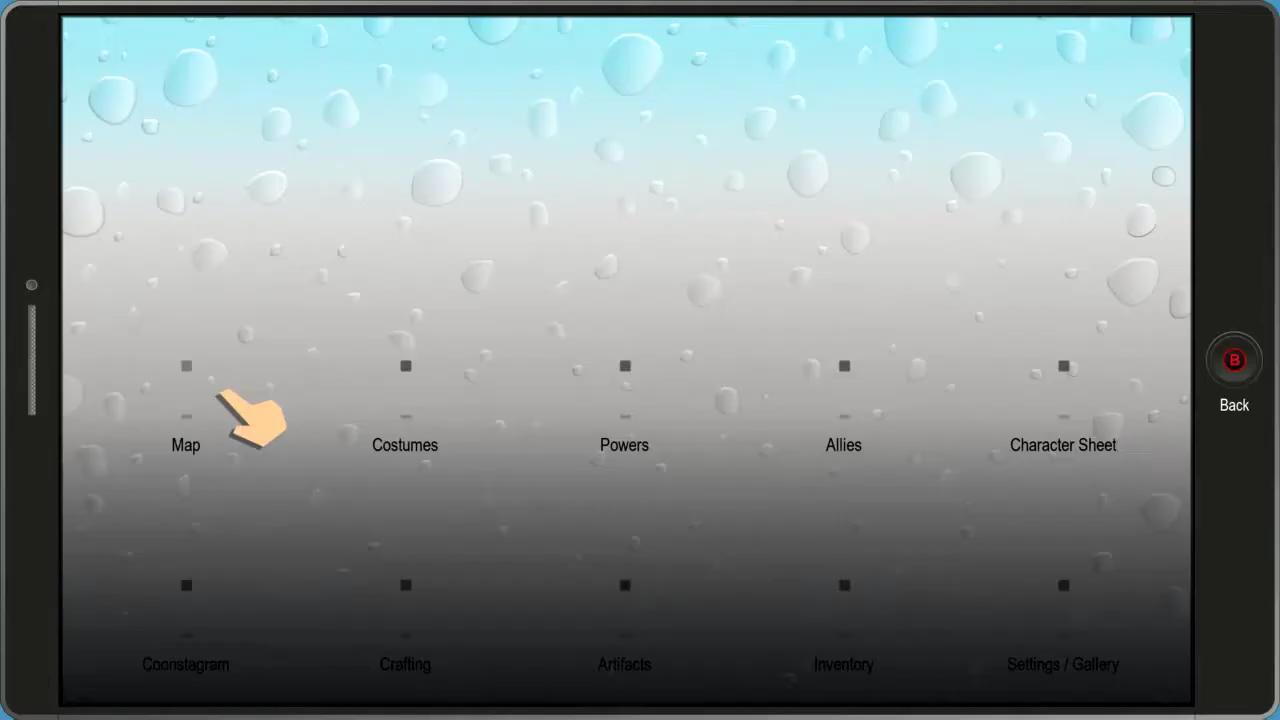 B
Back
Map
Costumes
Powers
Allies
Character Sheet
Coonstagram
Crafting
Artifacts
Inventory
Settings / Gallery